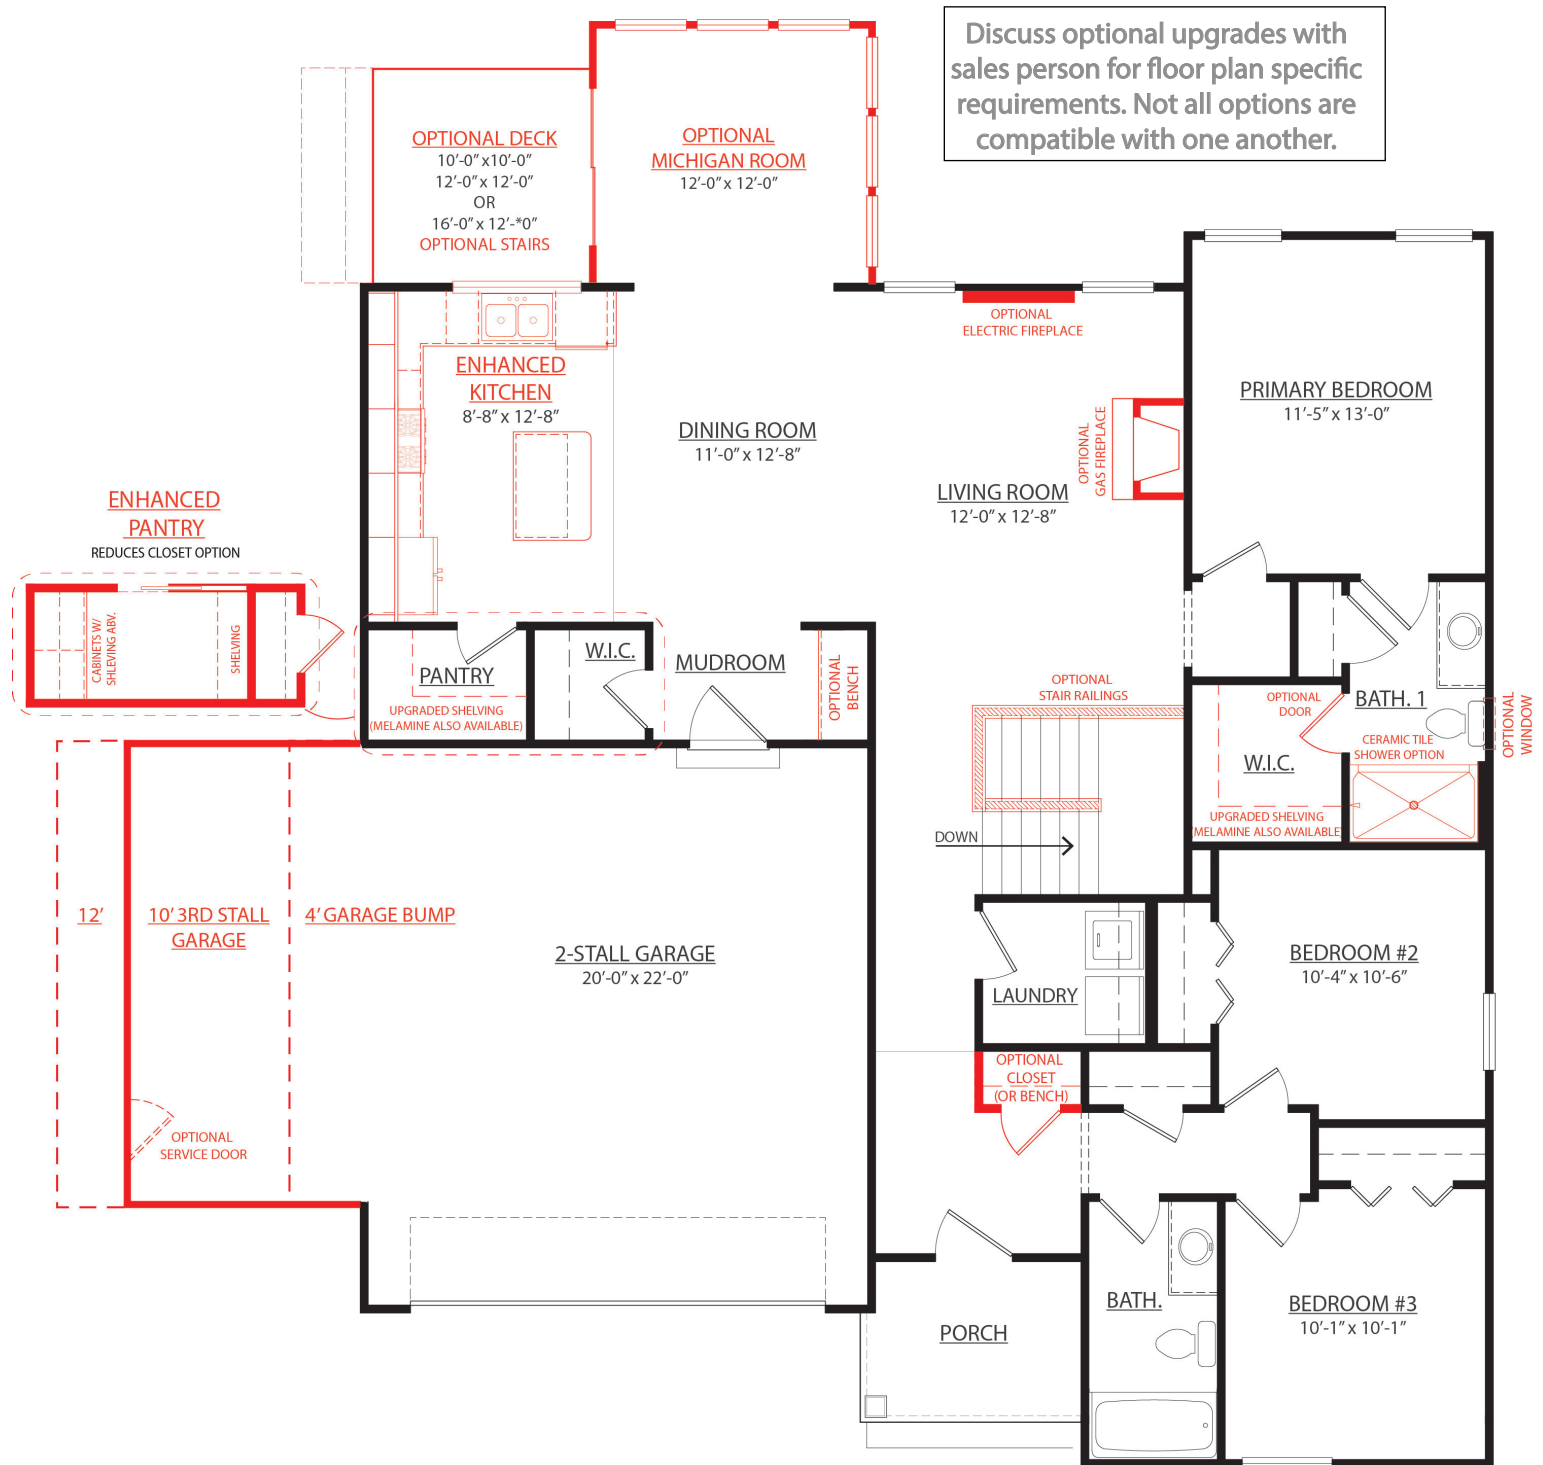 Discuss optional upgrades with
sales person for floor plan specific
requirements. Not all options are
compatible with one another.
OPTIONAL DECK
10'-0" x10'-0"
12'-0" x 12'-0"
OR
16'-0" x 12'-*0"
OPTIONAL STAIRS
OPTIONAL
MICHIGAN ROOM
12'-0" x 12'-0"
OPTIONAL
ELECTRIC FIREPLACE
ENHANCED
KITCHEN
8'-8" x 12'-8"
DINING ROOM
11'-0" x 12'-8"
LIVING ROOM
12'-0" x 12'-8"
OPTIONAL
GAS FIREPLACE
PRIMARY BEDROOM
11'-5" x 13'-0"
ENHANCED
PANTRY
REDUCES CLOSET OPTION
CABINETS W/
SHLEVING ABV.
SHELVING
PANTRY
UPGRADED SHELVING
(MELAMINE ALSO AVAILABLE)
W.I.C.
MUDROOM
OPTIONAL
BENCH
OPTIONAL
STAIR RAILINGS
DOWN
OPTIONAL
DOOR
BATH. 1
OPTIONAL
WINDOW
CERAMIC TILE
SHOWER OPTION
W.I.C.
UPGRADED SHELVING
(MELAMINE ALSO AVAILABLE)
12'
10' 3RD STALL
GARAGE
4' GARAGE BUMP
2-STALL GARAGE
20'-0" x 22'-0"
OPTIONAL
SERVICE DOOR
LAUNDRY
BEDROOM #2
10'-4" x 10'-6"
OPTIONAL
CLOSET
(OR BENCH)
PORCH
BATH.
BEDROOM #3
10'-1" x 10'-1"